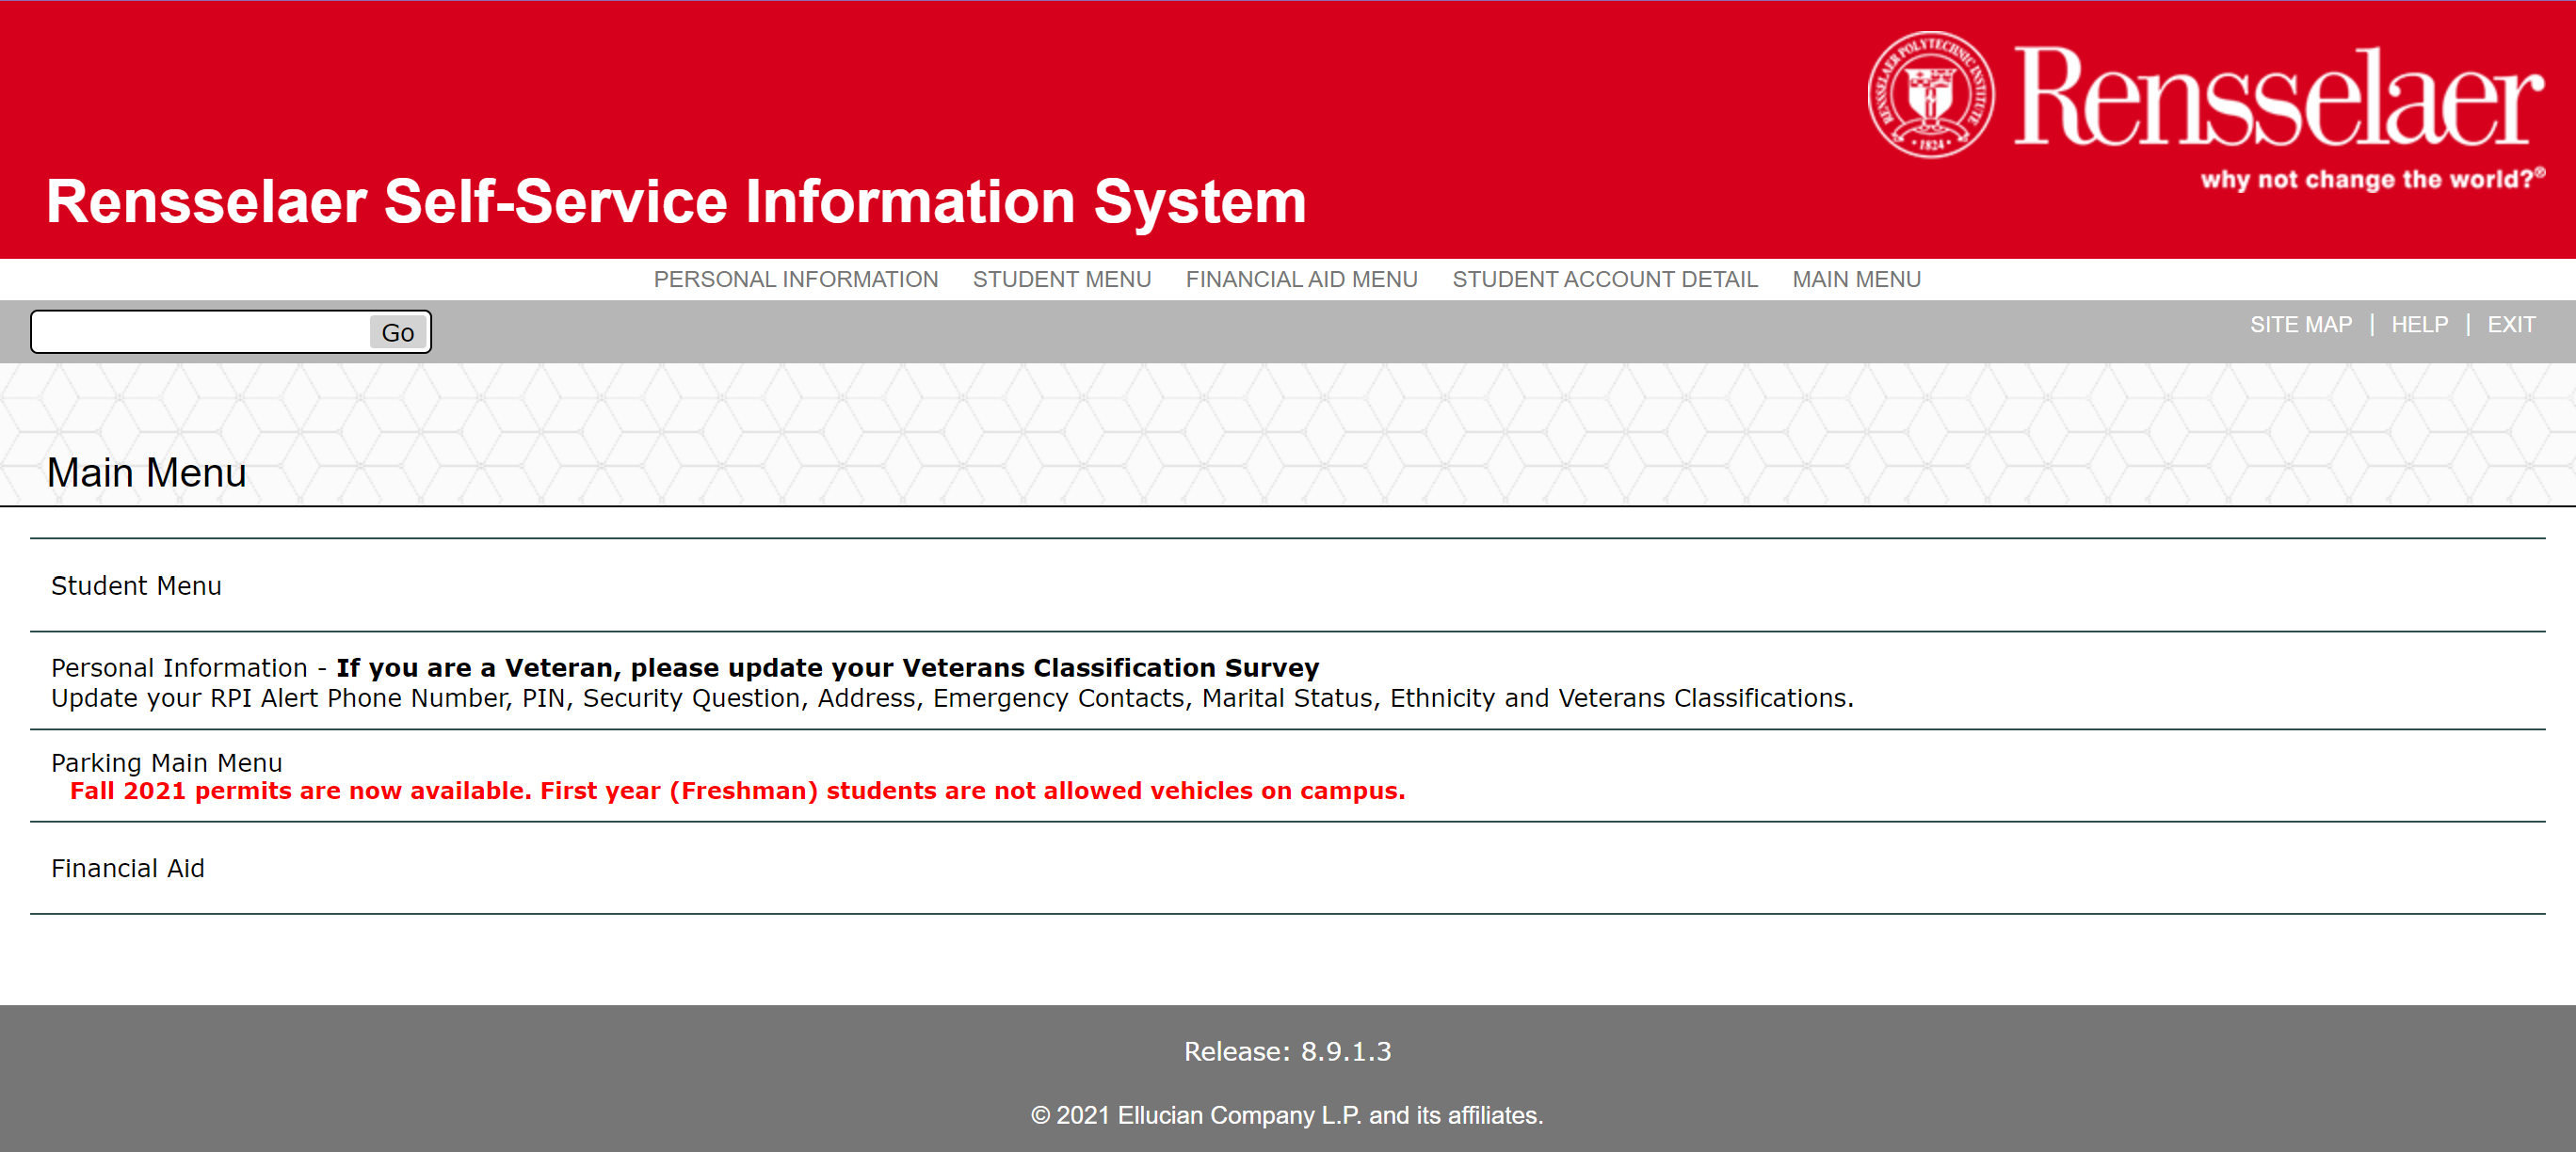 RENSSELAER POLYTECHNIC INSTITUTE
• 1824 •
Rensselaer
why not change the world?®
Rensselaer Self-Service Information System
PERSONAL INFORMATION STUDENT MENU FINANCIAL AID MENU STUDENT ACCOUNT DETAIL MAIN MENU
Go
SITE MAP | HELP | EXIT
Main Menu
Student Menu
Personal Information - If you are a Veteran, please update your Veterans Classification Survey
Update your RPI Alert Phone Number, PIN, Security Question, Address, Emergency Contacts, Marital Status, Ethnicity and Veterans Classifications.
Parking Main Menu
Fall 2021 permits are now available. First year (Freshman) students are not allowed vehicles on campus.
Financial Aid
Release: 8.9.1.3
© 2021 Ellucian Company L.P. and its affiliates.